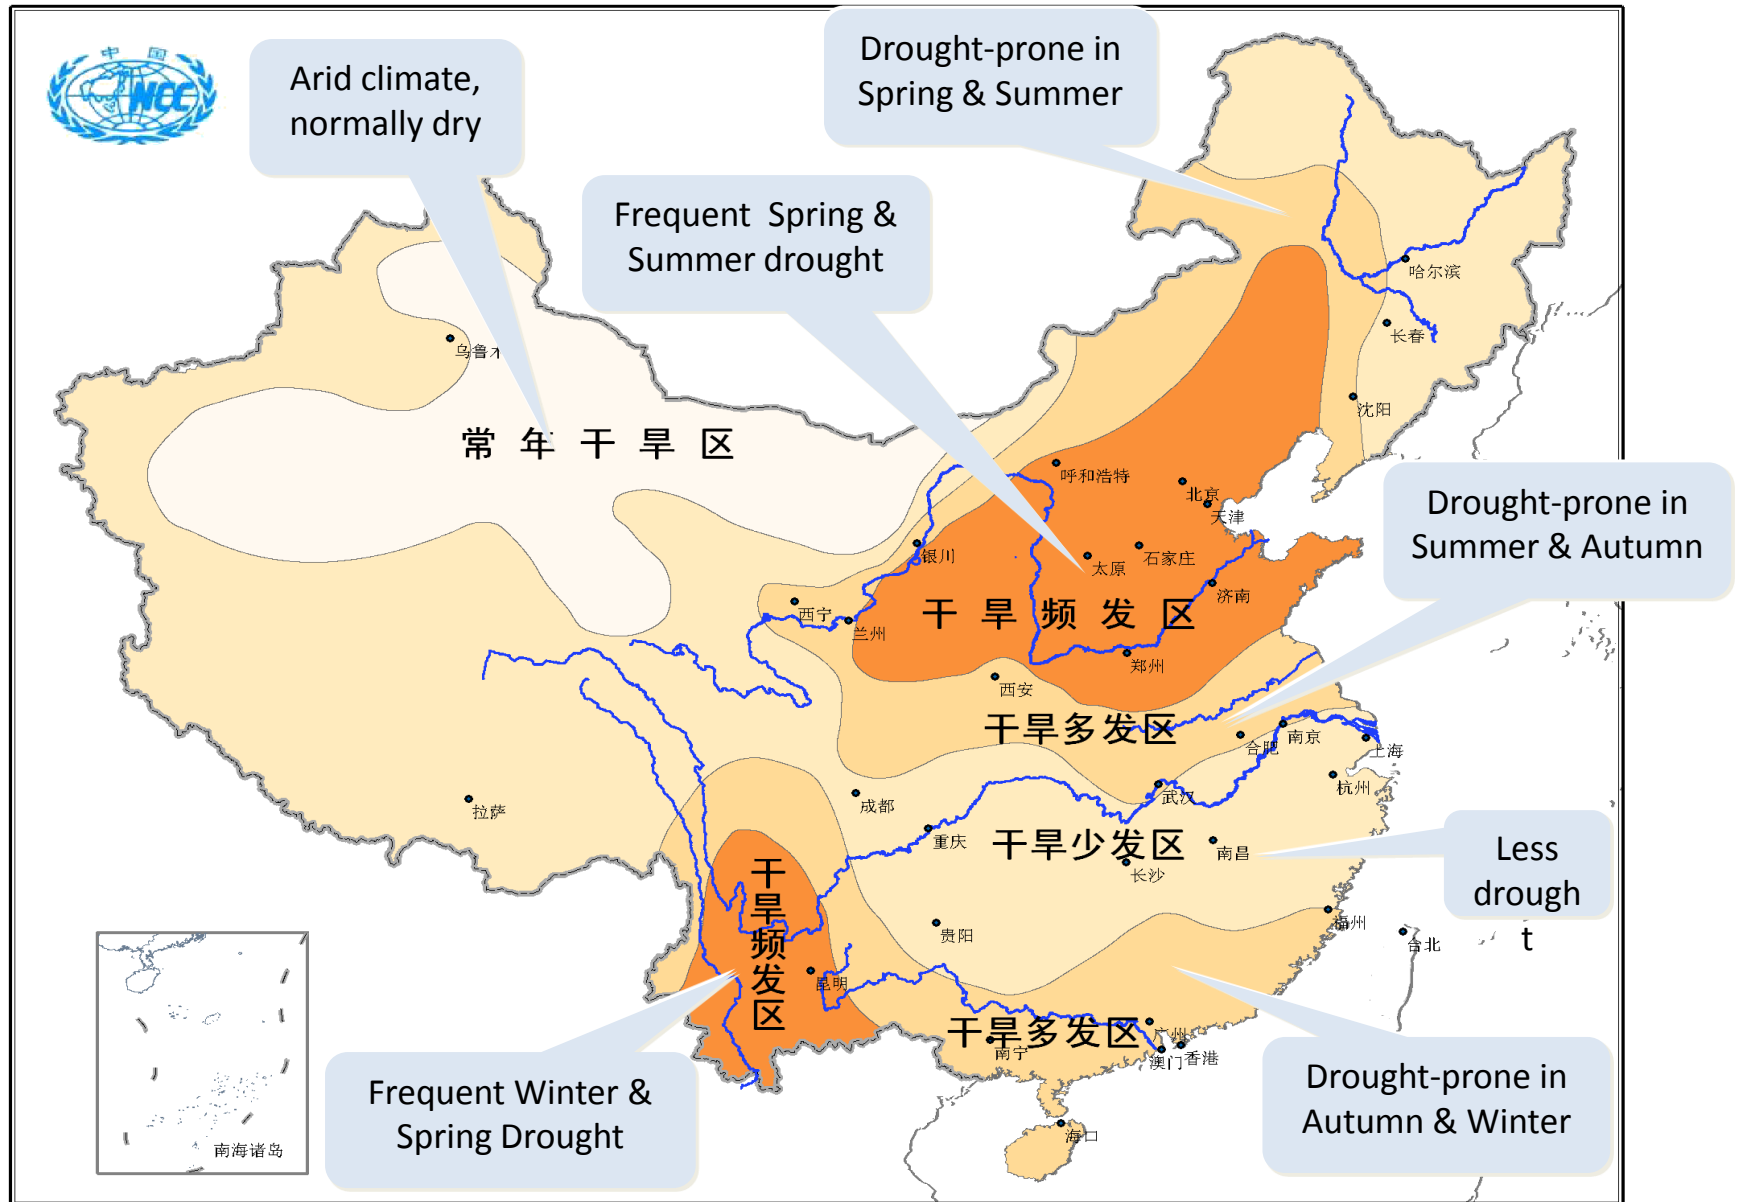 中 国
NCC
Arid climate,
normally dry
Drought-prone in
Spring & Summer
Frequent Spring &
Summer drought
哈尔滨
长春
乌鲁木
沈阳
常年干旱区
呼和浩特
北京
天津
Drought-prone in
Summer & Autumn
银川
太原
石家庄
济南
西宁
兰州
干旱频发区
郑州
西安
干旱多发区
合肥
南京
上海
杭州
武汉
成都
拉萨
重庆
干旱少发区
南昌
长沙
Less
drough
t
干旱频发区
贵阳
福州
台北
昆明
干旱多发区
广州
南宁
澳门
香港
Frequent Winter &
Spring Drought
Drought-prone in
Autumn & Winter
海口
南海诸岛